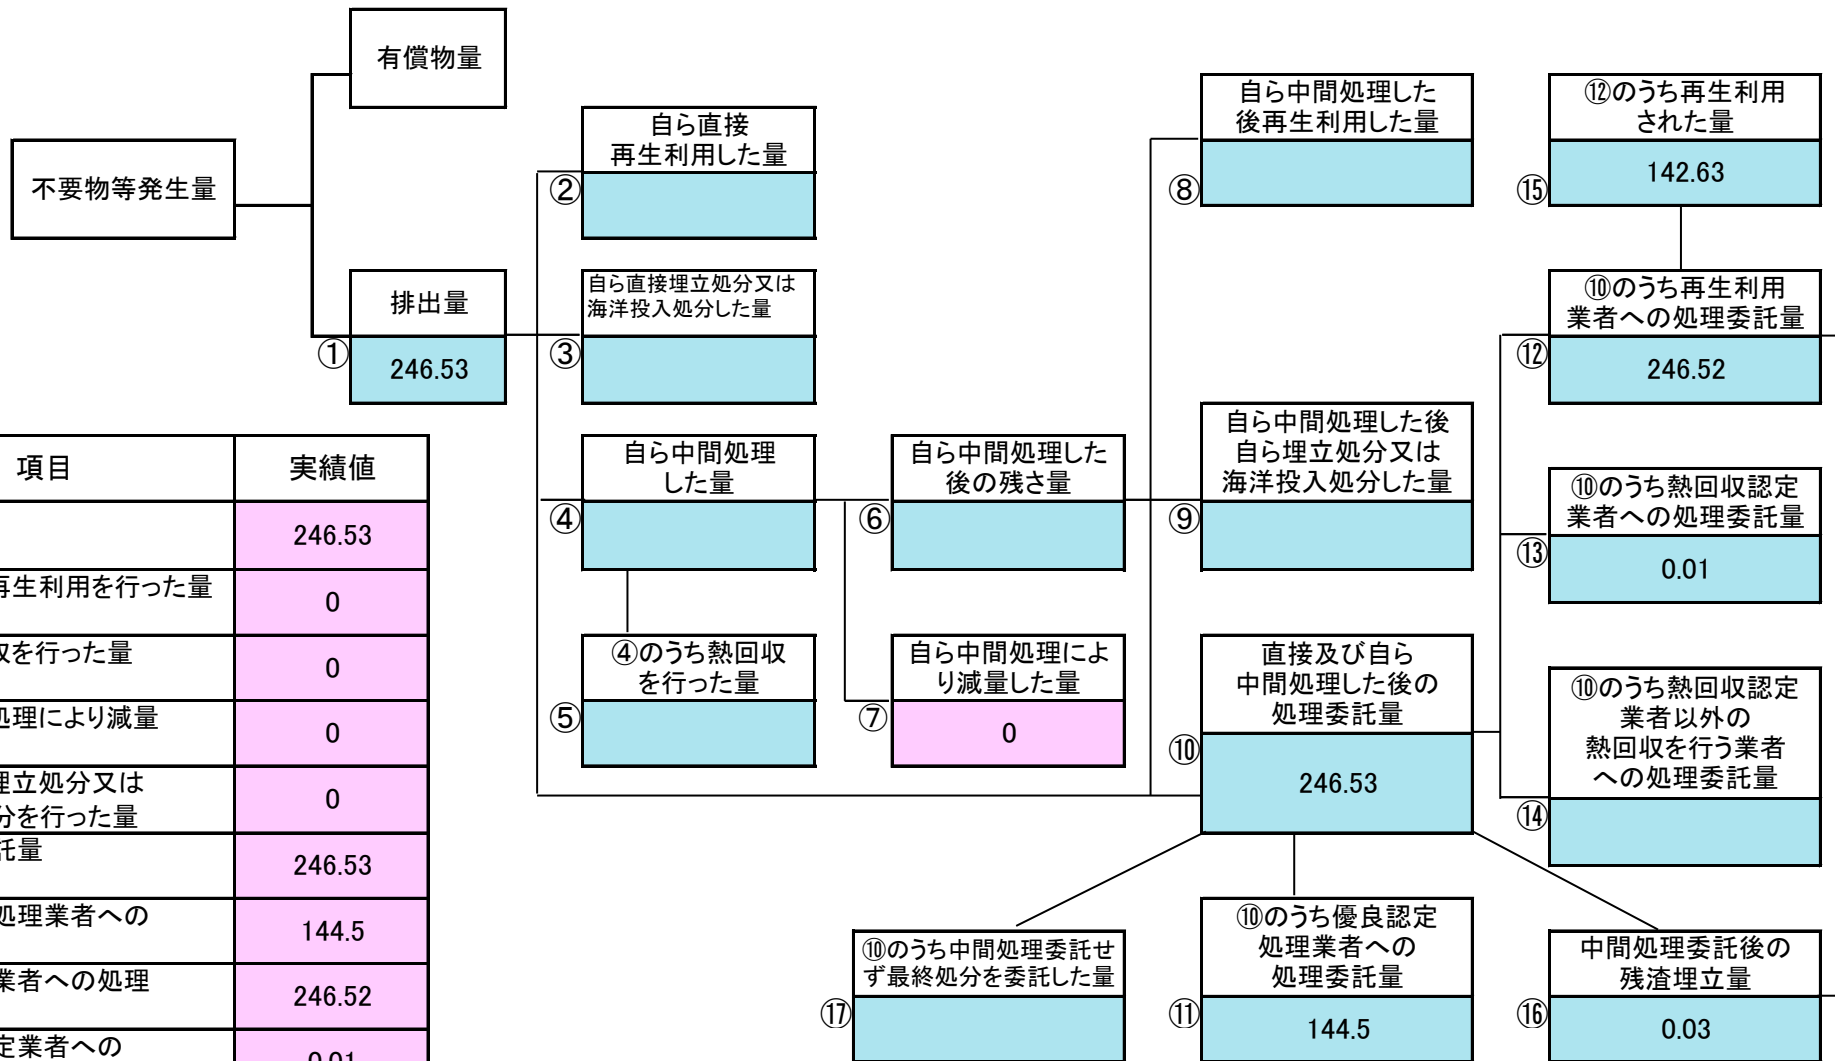 有償物量
不要物等発生量
排出量
①
246.53
自ら直接
再生利用した量
②
自ら直接埋立処分又は
海洋投入処分した量
③
自ら中間処理
した量
④
④のうち熱回収
を行った量
⑤
自ら中間処理した
後の残さ量
⑥
自ら中間処理によ
り減量した量
⑦
0
自ら中間処理した
後再生利用した量
⑧
自ら中間処理した後
自ら埋立処分又は
海洋投入処分した量
⑨
直接及び自ら
中間処理した後の
処理委託量
⑩
246.53
⑫のうち再生利用
された量
⑮
142.63
⑩のうち再生利用
業者への処理委託量
⑫
246.52
⑩のうち熱回収認定
業者への処理委託量
⑬
0.01
⑩のうち熱回収認定
業者以外の
熱回収を行う業者
への処理委託量
⑭
⑩のうち中間処理委託せ
ず最終処分を委託した量
⑰
⑩のうち優良認定
処理業者への
処理委託量
⑪
144.5
中間処理委託後の
残渣埋立量
⑯
0.03
項目 実績値
246.53
再生利用を行った量 0
を行った量 0
処理により減量 0
埋立処分又は
分を行った量 0
託量 246.53
処理業者への 144.5
業者への処理 246.52
定業者への 0.01